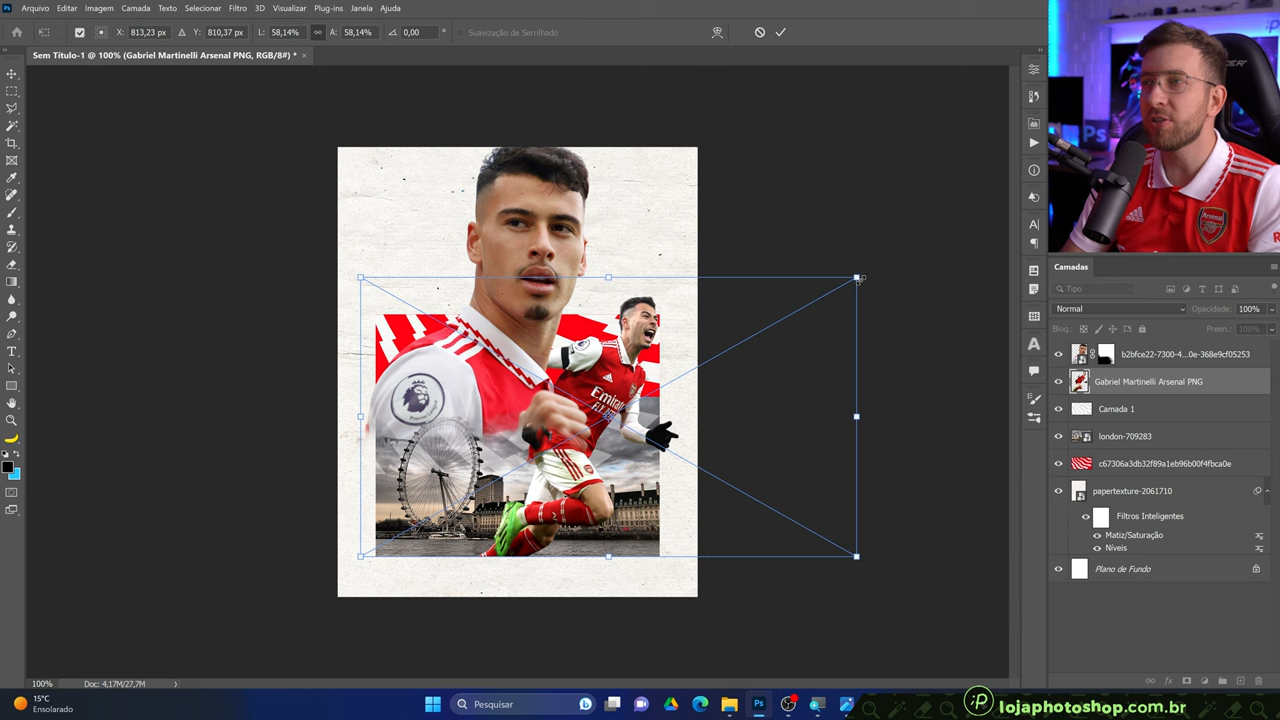 Arquivo Editar Imagem Camada Texto Selecionar Filtro 3D Visualizar Plug-ins Janela Ajuda
X: 813,23 px Y: 810,37 px L: 58,14% A: 58,14% 0,00 ° Suavização de Serrilhado
Sem Título-1 @ 100% (Gabriel Martinelli Arsenal PNG, RGB/8#) * ×
Ps
Arsenal
Camadas
Tipo
Normal Opacidade: 100%
Bloq.: Preen.: 100%
b2bfce22-7300-4...0e-368e9cf05253
Gabriel Martinelli Arsenal PNG
Camada 1
london-709283
c67306a3db32f89a1eb96b00f4fbca0e
papertexture-2061710
Filtros Inteligentes
Matiz/Saturação
Níveis
Plano de Fundo
Emirates
100% Doc: 4,17M/27,7M
15°C
Ensolarado
Pesquisar
Ps
lojaphotoshop.com.br